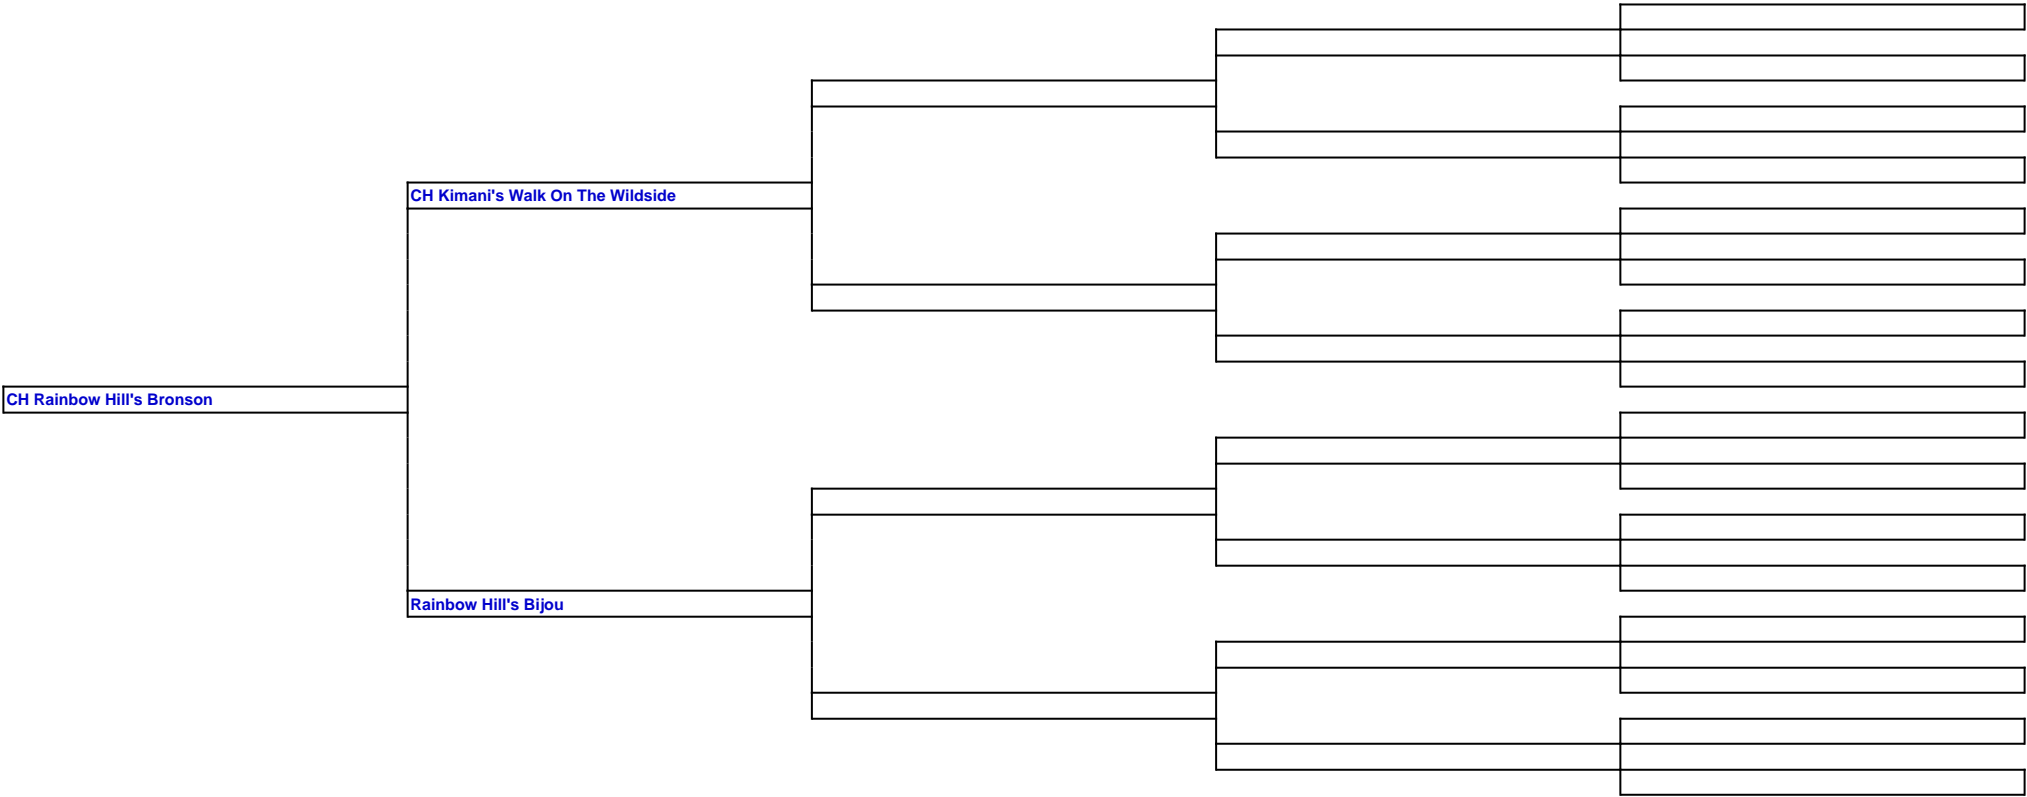 CH Kimani's Walk On The Wildside
CH Rainbow Hill's Bronson
Rainbow Hill's Bijou